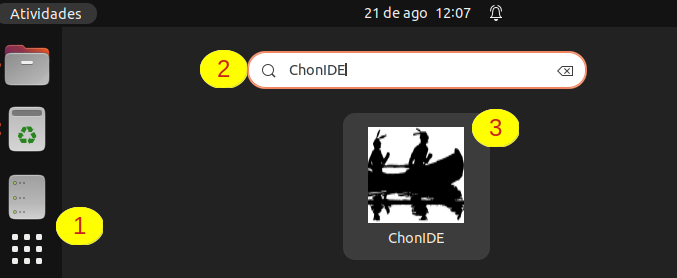 Atividades
21 de ago 12:07
2
ChonIDE
3
ChonIDE
1